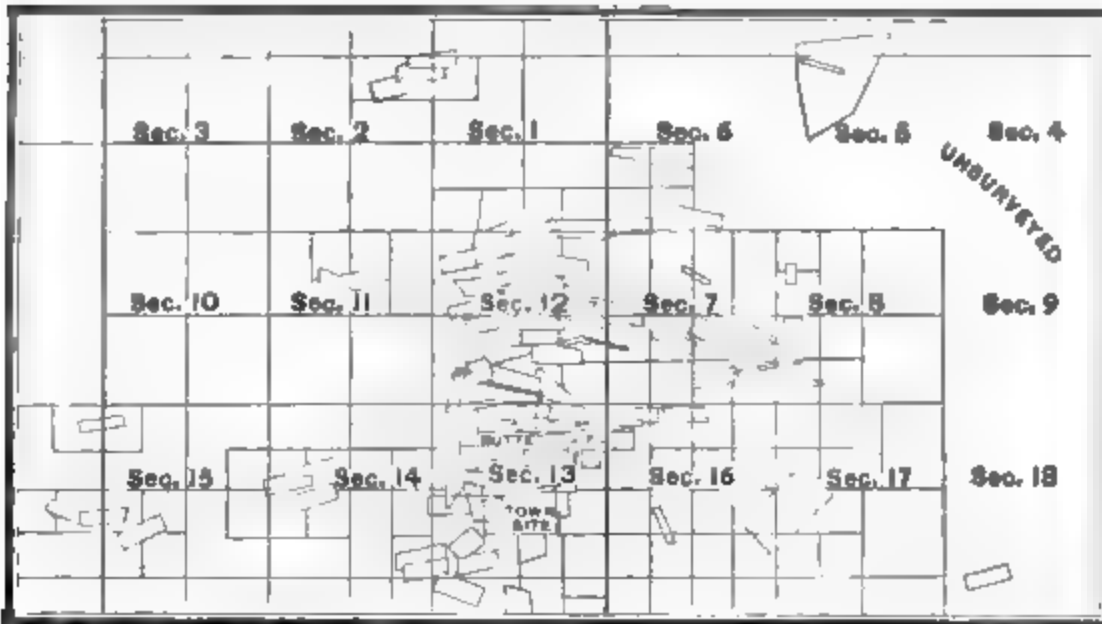 Sec. 3
Sec. 2
Sec. 1
Sec. 6
Sec. 5
Sec. 4
UNSURVEYED
Sec. 10
Sec. 11
Sec. 12
Sec. 7
Sec. 8
Sec. 9
BUTTE
Sec. 15
Sec. 14
Sec. 13
Sec. 16
Sec. 17
Sec. 18
TOWN
SITE